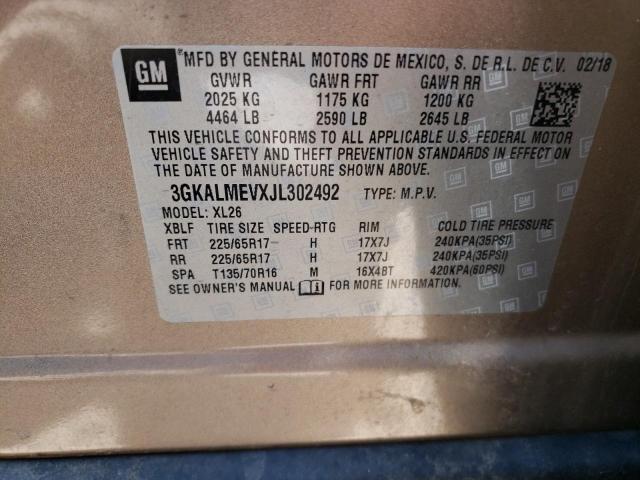 GM
*MFD BY GENERAL MOTORS DE MEXICO, S. DE R.L. DE C.V. 02/18
GVWR GAWR FRT GAWR RR
2025 KG 1175 KG 1200 KG
4464 LB 2590 LB 2645 LB
THIS VEHICLE CONFORMS TO ALL APPLICABLE U.S. FEDERAL MOTOR
VEHICLE SAFETY AND THEFT PREVENTION STANDARDS IN EFFECT ON
THE DATE OF MANUFACTURE SHOWN ABOVE.
3GKALMEVXJL302492 TYPE: M.P.V.
MODEL: XL26
XBLF TIRE SIZE SPEED-RTG RIM COLD TIRE PRESSURE
FRT 225/65R17 H 17X7J 240KPA(35PSI)
RR 225/65R17 H 17X7J 240KPA(35PSI)
SPA T135/70R16 M 16X4BT 420KPA(60PSI)
SEE OWNER'S MANUAL i FOR MORE INFORMATION.